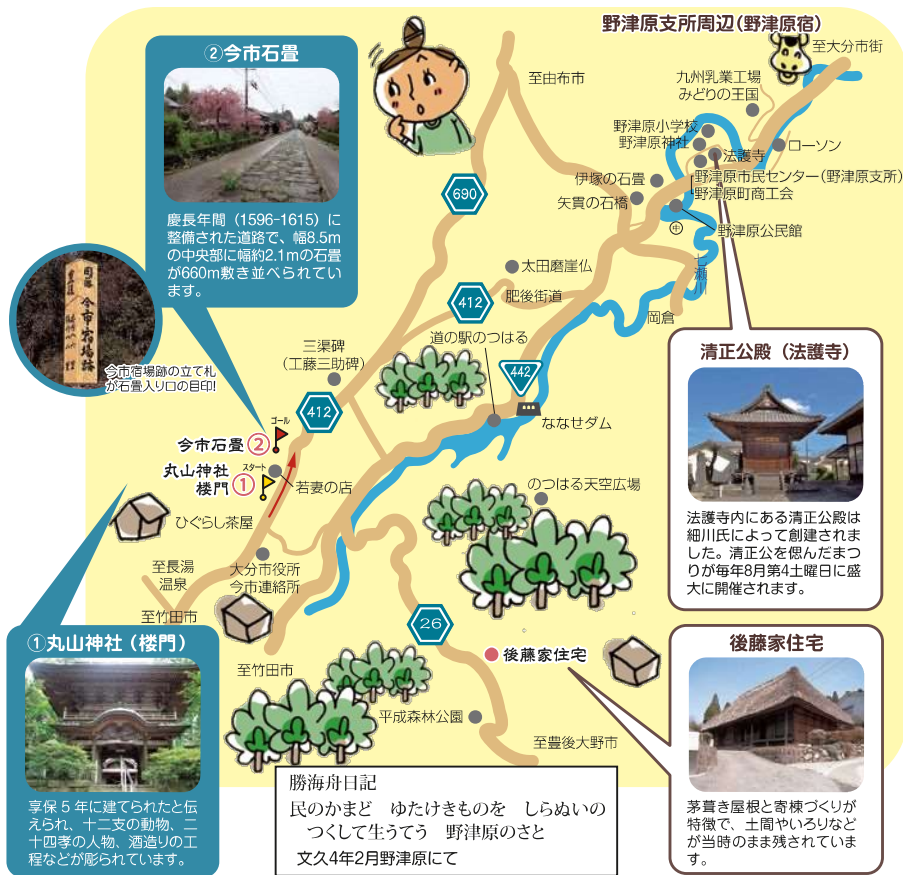 野津原支所周辺(野津原宿)
②今市石畳
慶長年間（1596-1615）に
整備された道路で、幅8.5m
の中央部に幅約2.1mの石畳
が660m敷き並べられてい
ます。
今市宿場跡
今市宿場跡の立て札
が石畳入り口の目印!
至由布市
至大分市街
九州乳業工場
みどりの王国
野津原小学校
野津原神社
法護寺
ローソン
伊塚の石畳
矢貫の石橋
野津原市民センター(野津原支所)
野津原町商工会
中
野津原公民館
七瀬川
690
太田磨崖仏
412
肥後街道
岡倉
道の駅のつはる
442
三渠碑
(工藤三助碑)
412
ななせダム
ゴール
今市石畳②
丸山神社
楼門
スタート
①
若妻の店
ひぐらし茶屋
のつはる天空広場
至長湯
温泉
大分市役所
今市連絡所
至竹田市
至竹田市
26
後藤家住宅
平成森林公園
至豊後大野市
清正公殿（法護寺）
法護寺内にある清正公殿は
細川氏によって創建されま
した。清正公を偲んだまつ
りが毎年8月第4土曜日に盛
大に開催されます。
①丸山神社（楼門）
享保５年に建てられたと伝
えられ、十二支の動物、二
十四孝の人物、酒造りの工
程などが彫られています。
後藤家住宅
茅葺き屋根と寄棟づくりが
特徴で、土間やいろりなど
が当時のまま残されていま
す。
勝海舟日記
民のかまど　ゆたけきものを　しらぬいの
つくして生うてう　野津原のさと
文久4年2月野津原にて